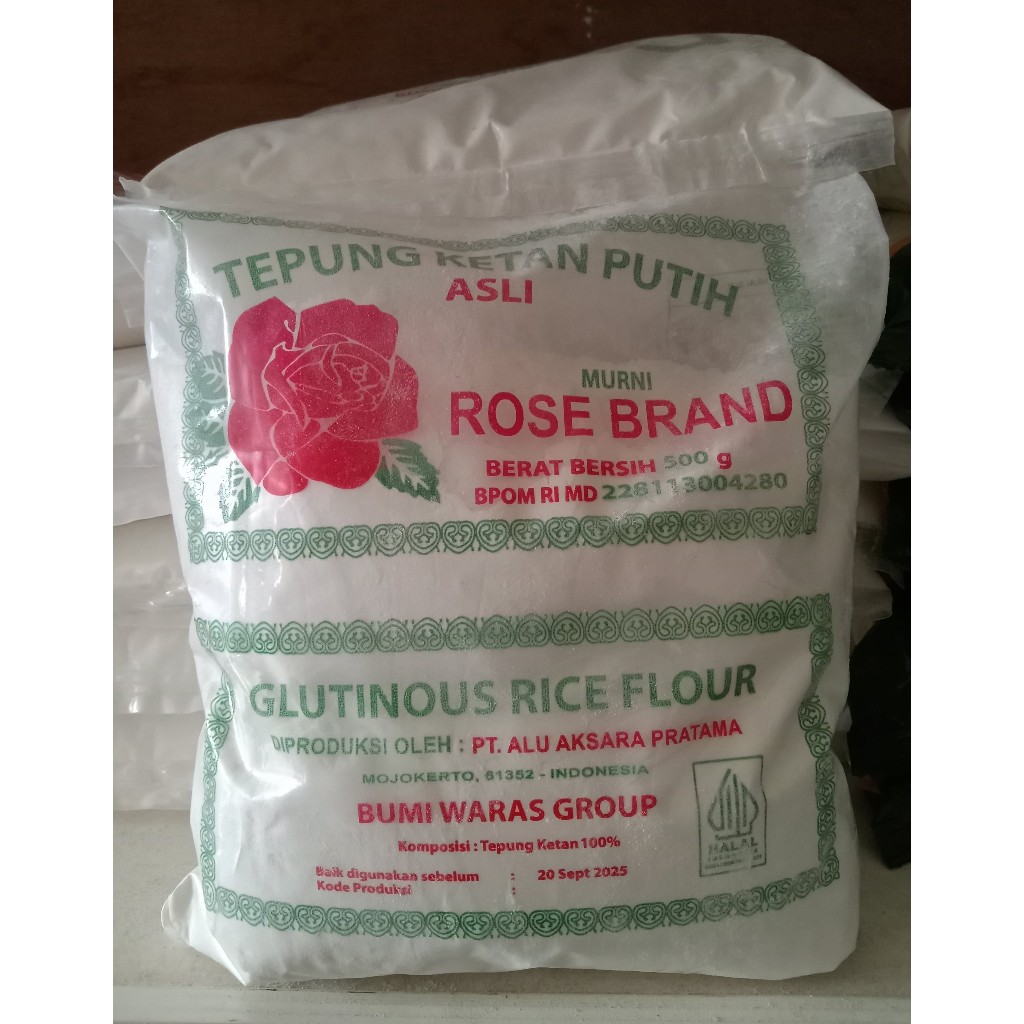 TEPUNG KETAN PUTIH
ASLI
MURNI
ROSE BRAND
BERAT BERSIH 500 g
BPOM RI MD 228113004280
GLUTINOUS RICE FLOUR
DIPRODUKSI OLEH : PT. ALU AKSARA PRATAMA
MOJOKERTO, 61352 - INDONESIA
BUMI WARAS GROUP
Komposisi : Tepung Ketan 100%
Baik digunakan sebelum : 20 Sept 2025
Kode Produksi :
HALAL